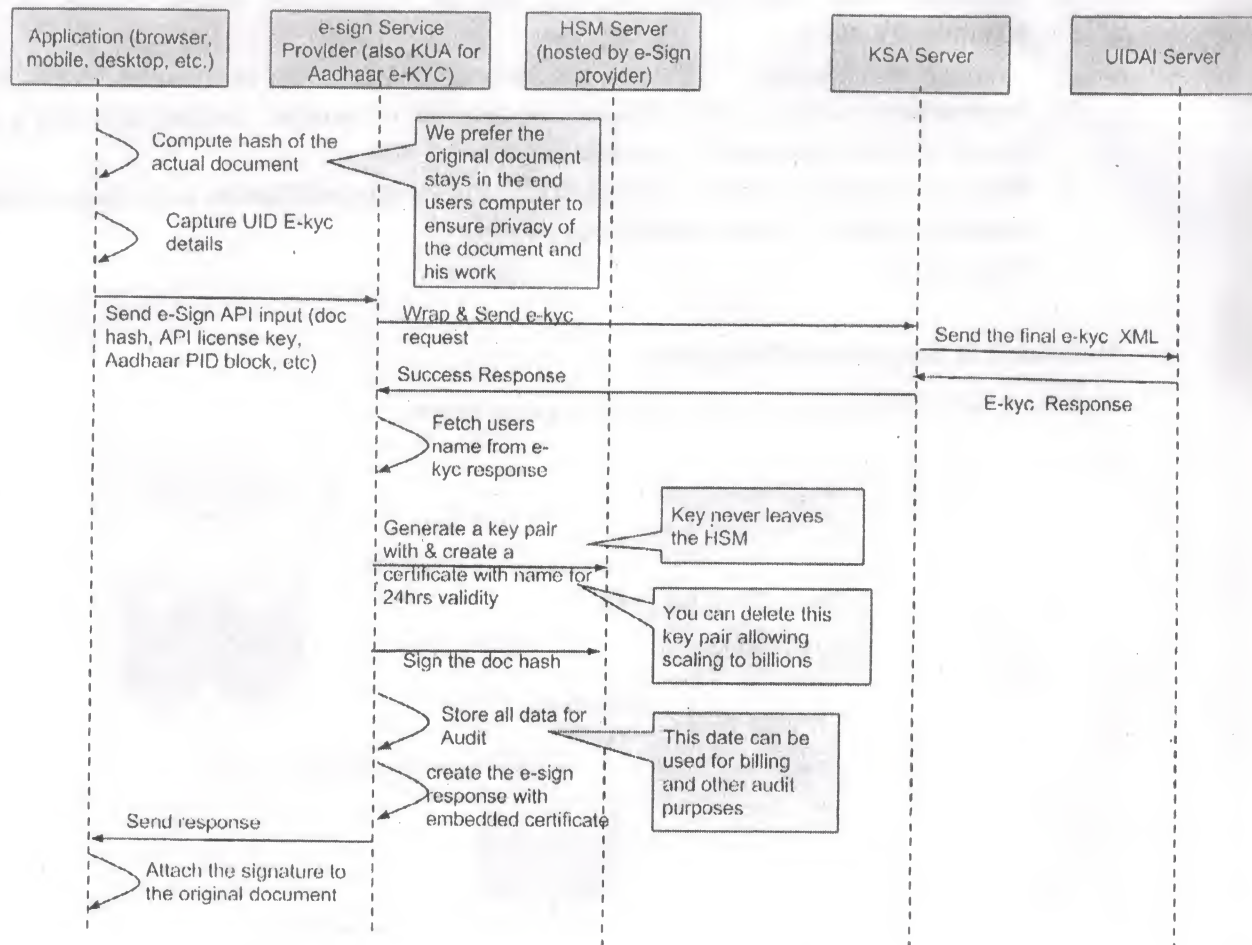 Application (browser,
mobile, desktop, etc.)
e-sign Service
Provider (also KUA for
Aadhaar e-KYC)
HSM Server
(hosted by e-Sign
provider)
KSA Server
UIDAI Server
Compute hash of the
actual document
We prefer the
original document
stays in the end
users computer to
ensure privacy of
the document and
his work
Capture UID E-kyc
details
Send e-Sign API input (doc
hash, API license key,
Aadhaar PID block, etc)
Wrap & Send e-kyc
request
Send the final e-kyc XML
Success Response
E-kyc Response
Fetch users
name from e-
kyc response
Key never leaves
the HSM
Generate a key pair
with & create a
certificate with name for
24hrs validity
You can delete this
key pair allowing
scaling to billions
Sign the doc hash
Store all data for
Audit
This date can be
used for billing
and other audit
purposes
create the e-sign
response with
embedded certificate
Send response
Attach the signature to
the original document